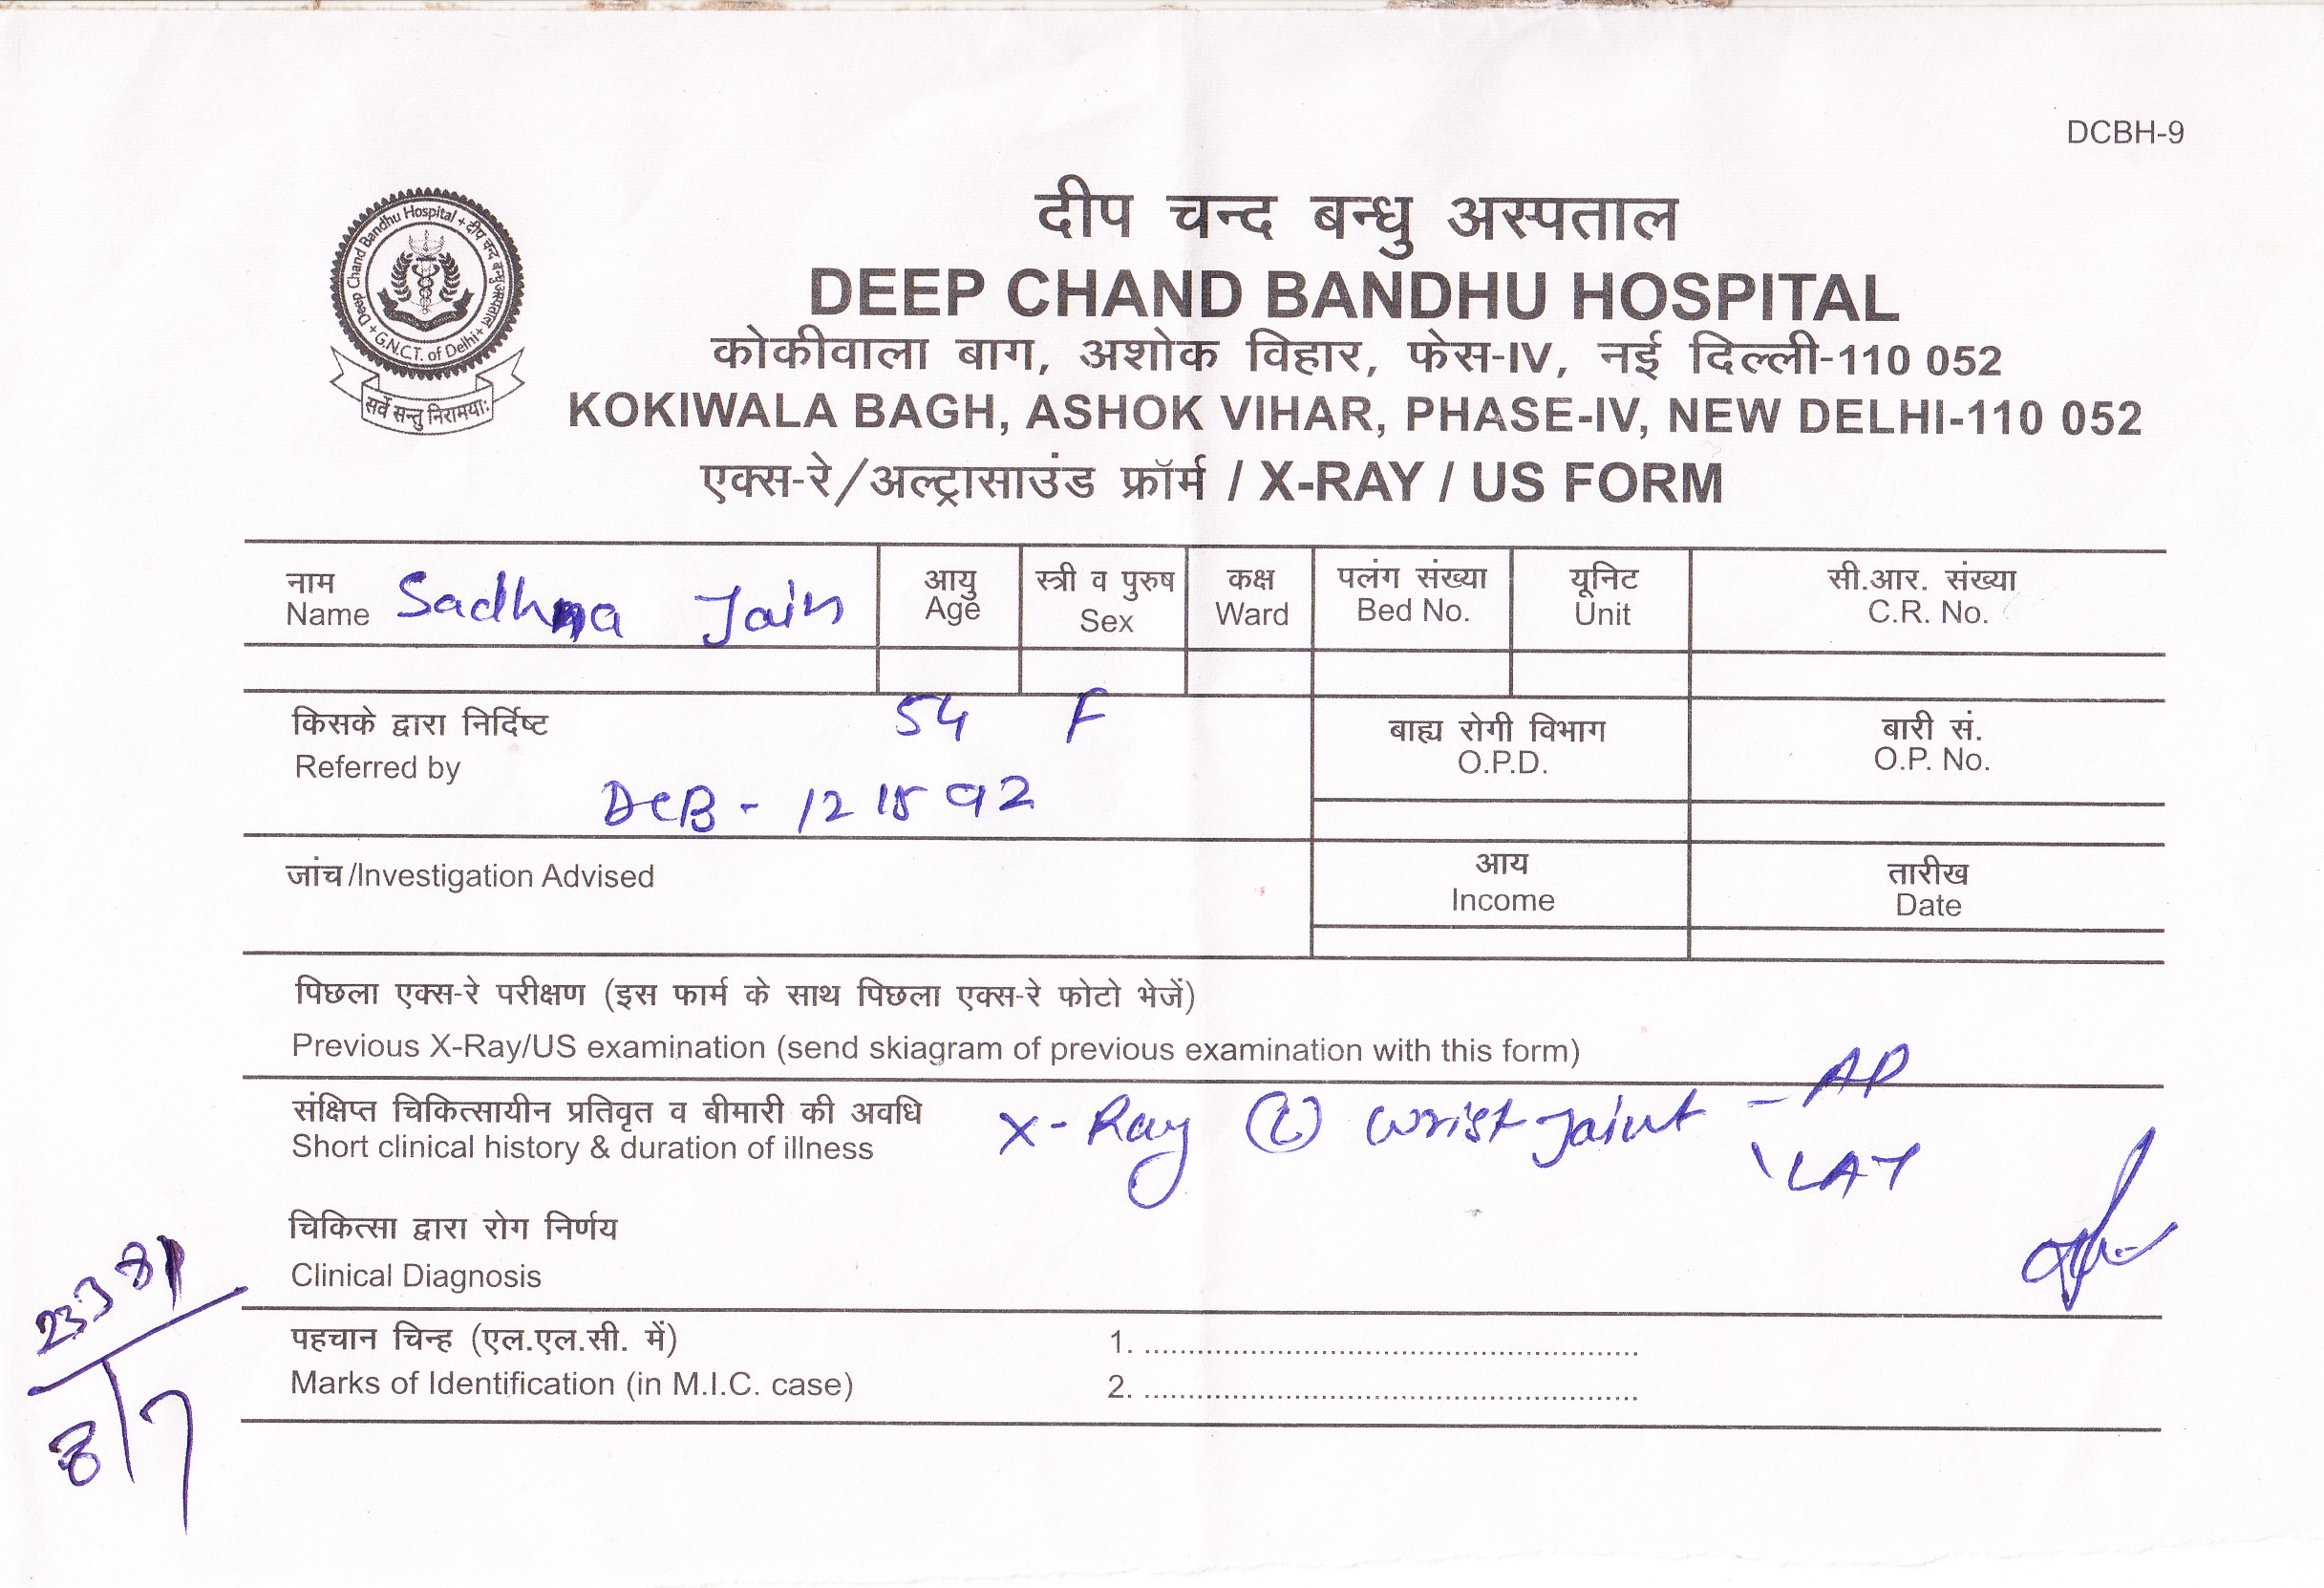 DCBH-9
Deep Chand Bandhu Hospital + दीप चन्द बन्धु अस्पताल + G.N.C.T. of Delhi +
सर्वे सन्तु निरामया:
दीप चन्द बन्धु अस्पताल
DEEP CHAND BANDHU HOSPITAL
कोकीवाला बाग, अशोक विहार, फेस-IV, नई दिल्ली-110 052
KOKIWALA BAGH, ASHOK VIHAR, PHASE-IV, NEW DELHI-110 052
एक्स-रे/अल्ट्रासाउंड फ्रॉर्म / X-RAY / US FORM
नाम Sadhna Jain आयु स्त्री व पुरुष कक्ष पलंग संख्या यूनिट सी.आर. संख्या
Name Age Sex Ward Bed No. Unit C.R. No.
किसके द्वारा निर्दिष्ट 54 F बाह्य रोगी विभाग बारी सं.
Referred by O.P.D. O.P. No.
DCB - 121592
जांच/Investigation Advised आय तारीख
Income Date
पिछला एक्स-रे परीक्षण (इस फार्म के साथ पिछला एक्स-रे फोटो भेजें)
Previous X-Ray/US examination (send skiagram of previous examination with this form)
संक्षिप्त चिकित्सायीन प्रतिवृत व बीमारी की अवधि X-Ray (L) wrist Joint - AP
Short clinical history & duration of illness LAT
चिकित्सा द्वारा रोग निर्णय
Clinical Diagnosis
पहचान चिन्ह (एल.एल.सी. में) 1.
Marks of Identification (in M.I.C. case) 2.
8/7